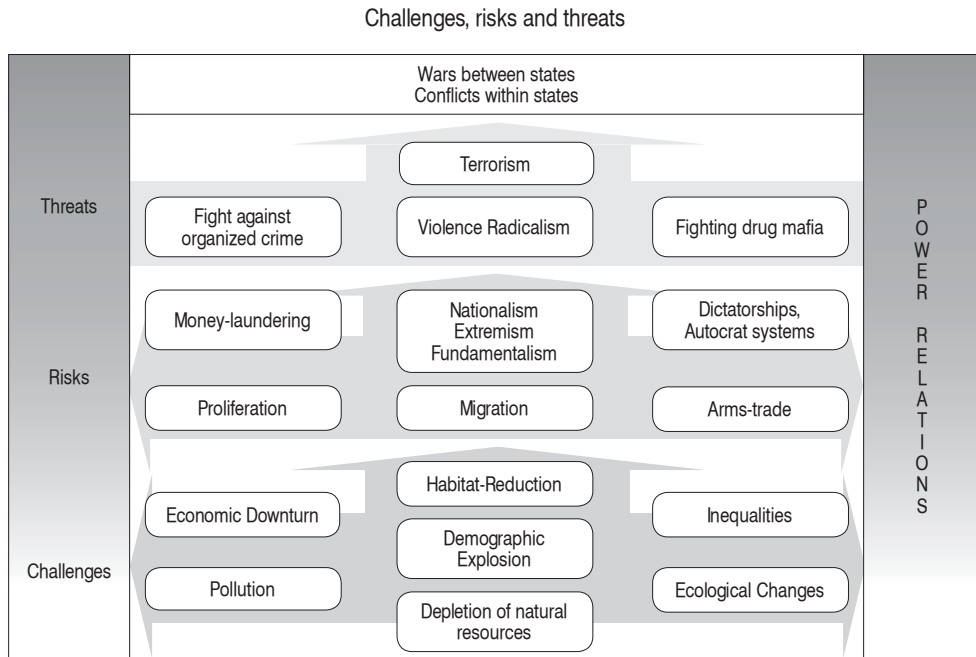 Challenges, risks and threats
Wars between states
Conflicts within states
Terrorism
Threats
Fight against
organized crime
Violence Radicalism
Fighting drug mafia
Money-laundering
Nationalism
Extremism
Fundamentalism
Dictatorships,
Autocrat systems
Risks
Proliferation
Migration
Arms-trade
Habitat-Reduction
Economic Downturn
Inequalities
Demographic
Explosion
Challenges
Pollution
Ecological Changes
Depletion of natural
resources
POWER RELATIONS